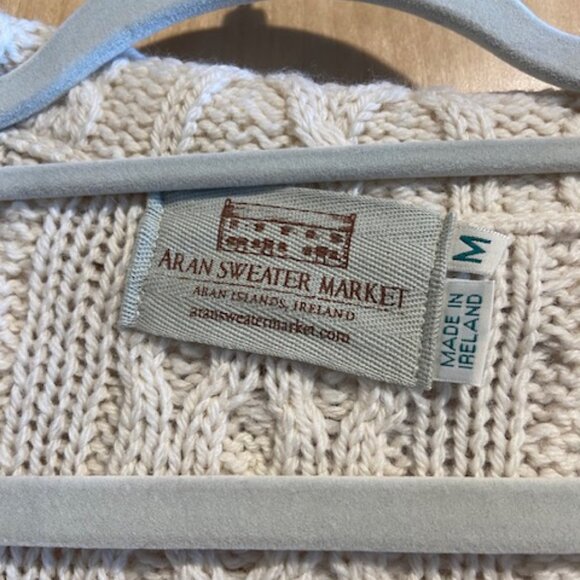 ARAN SWEATER MARKET
ARAN ISLANDS, IRELAND
aransweatermarket.com
M
MADE IN
IRELAND